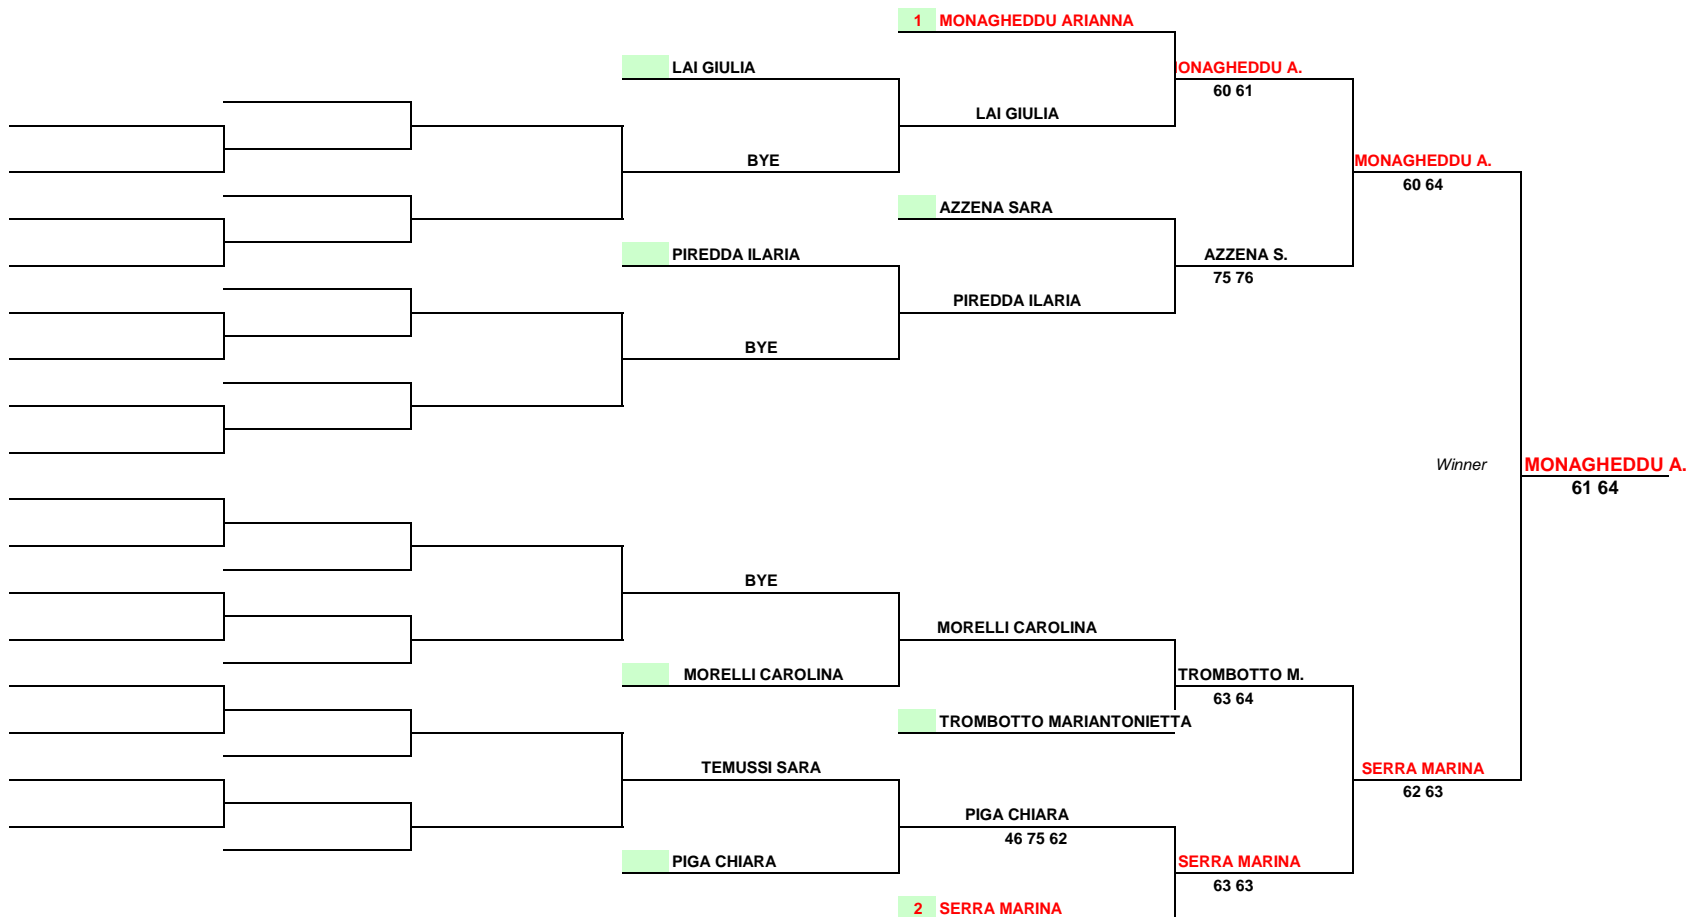 1 MONAGHEDDU ARIANNA
LAI GIULIA
ONAGHEDDU A.
60 61
LAI GIULIA
BYE
MONAGHEDDU A.
60 64
AZZENA SARA
PIREDDA ILARIA
AZZENA S.
75 76
PIREDDA ILARIA
BYE
Winner
MONAGHEDDU A.
61 64
BYE
MORELLI CAROLINA
MORELLI CAROLINA
TROMBOTTO M.
63 64
TROMBOTTO MARIANTONIETTA
TEMUSSI SARA
SERRA MARINA
62 63
PIGA CHIARA
46 75 62
PIGA CHIARA
SERRA MARINA
63 63
2 SERRA MARINA